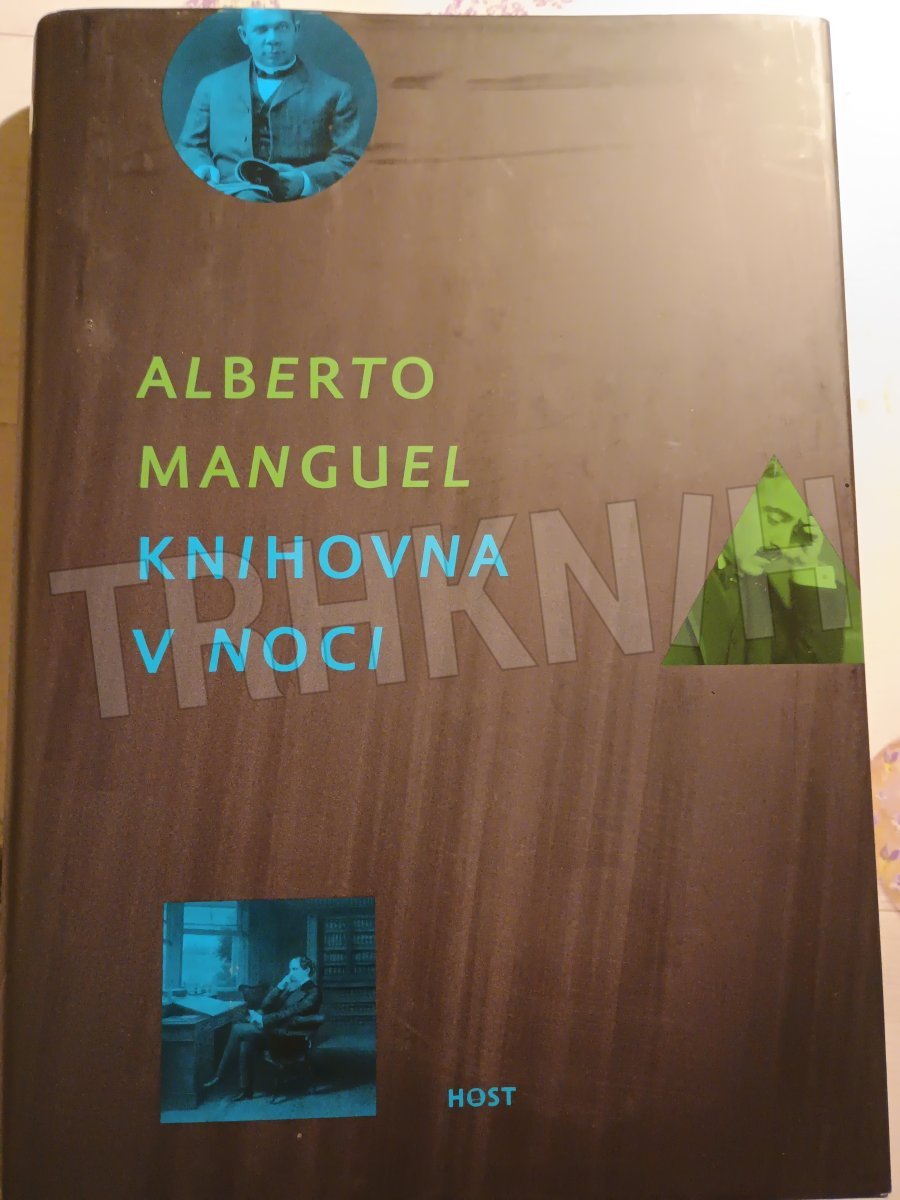 ALBERTO
MANGUEL
KNIHOVNA
V NOCI
TRHKNIH
HOST